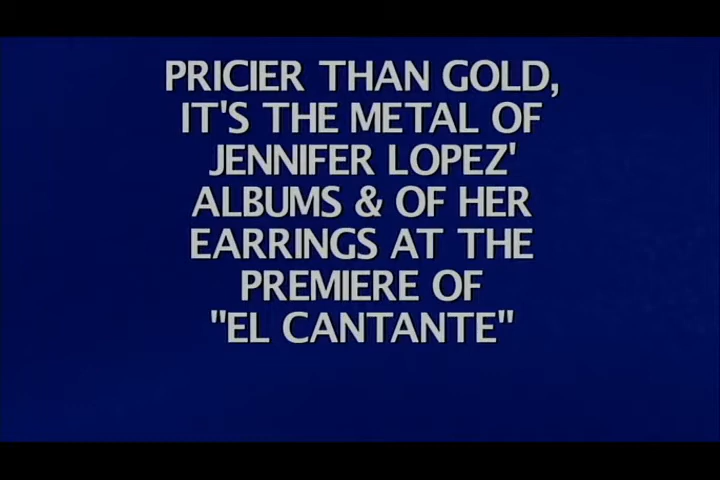 PRICIER THAN GOLD,
IT'S THE METAL OF
JENNIFER LOPEZ'
ALBUMS & OF HER
EARRINGS AT THE
PREMIERE OF
"EL CANTANTE"